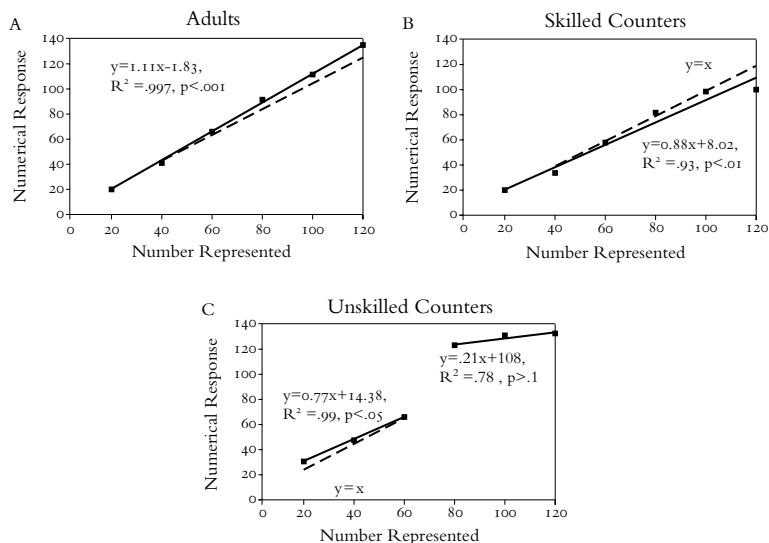 A
Adults
Numerical Response
140
120
100
80
60
40
20
0
y=1.11x-1.83,
R² =.997, p<.001
0 20 40 60 80 100 120
Number Represented
B
Skilled Counters
Numerical Response
140
120
100
80
60
40
20
0
y=x
y=0.88x+8.02,
R² =.93, p<.01
0 20 40 60 80 100 120
Number Represented
C
Unskilled Counters
Numerical Response
140
120
100
80
60
40
20
0
y=0.77x+14.38,
R² =.99, p<.05
y=x
y=.21x+108,
R² =.78 , p>.1
0 20 40 60 80 100 120
Number Represented